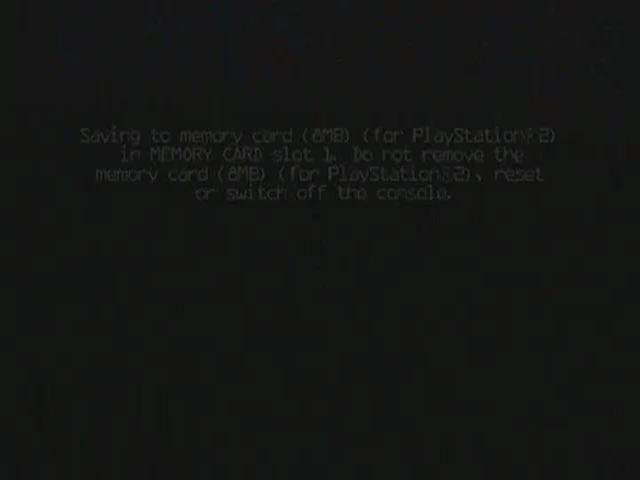 Saving to memory card (8MB) (for PlayStation®2)
in MEMORY CARD slot 1. Do not remove the
memory card (8MB) (for PlayStation®2), reset
or switch off the console.